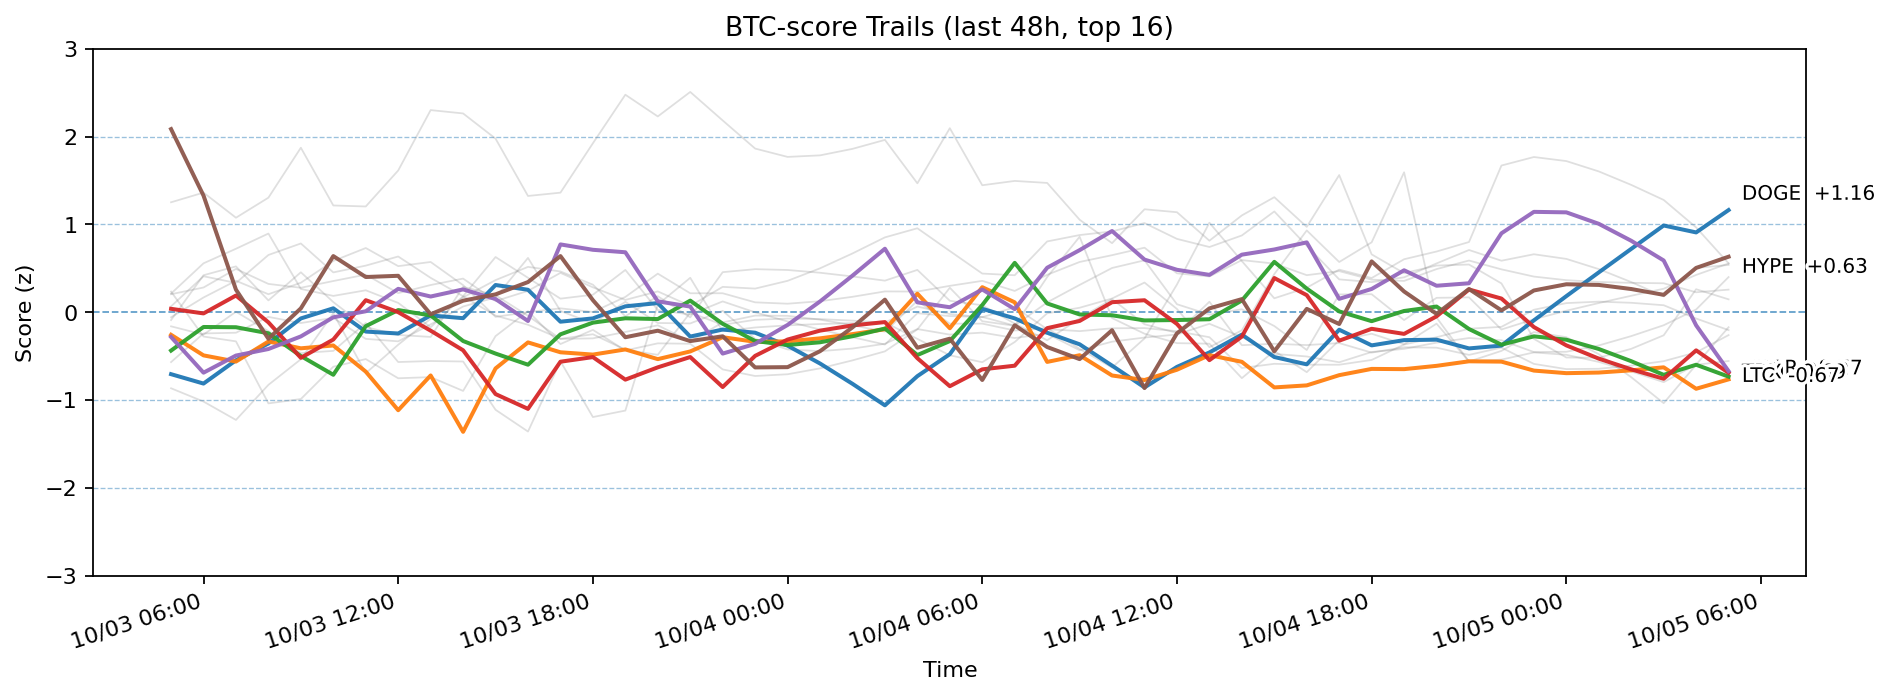 BTC-score Trails (last 48h, top 16)
Score (z)
3
2
1
0
−1
−2
−3
DOGE +1.16
HYPE +0.63
LTC -0.67
10/03 06:00
10/03 12:00
10/03 18:00
10/04 00:00
10/04 06:00
10/04 12:00
10/04 18:00
10/05 00:00
10/05 06:00
Time